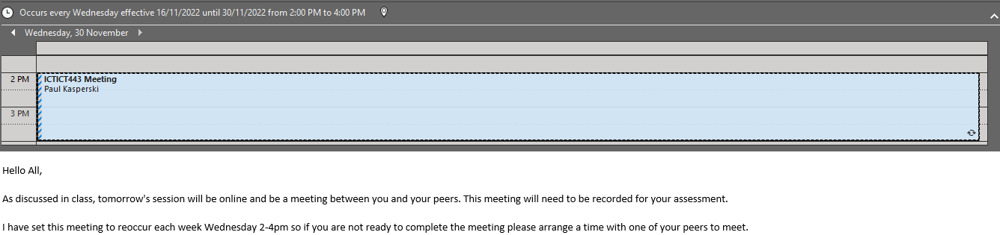 Occurs every Wednesday effective 16/11/2022 until 30/11/2022 from 2:00 PM to 4:00 PM
Wednesday, 30 November
2 PM
ICTICT443 Meeting
Paul Kasperski
3 PM
Hello All,
As discussed in class, tomorrow's session will be online and be a meeting between you and your peers. This meeting will need to be recorded for your assessment.
I have set this meeting to reoccur each week Wednesday 2-4pm so if you are not ready to complete the meeting please arrange a time with one of your peers to meet.